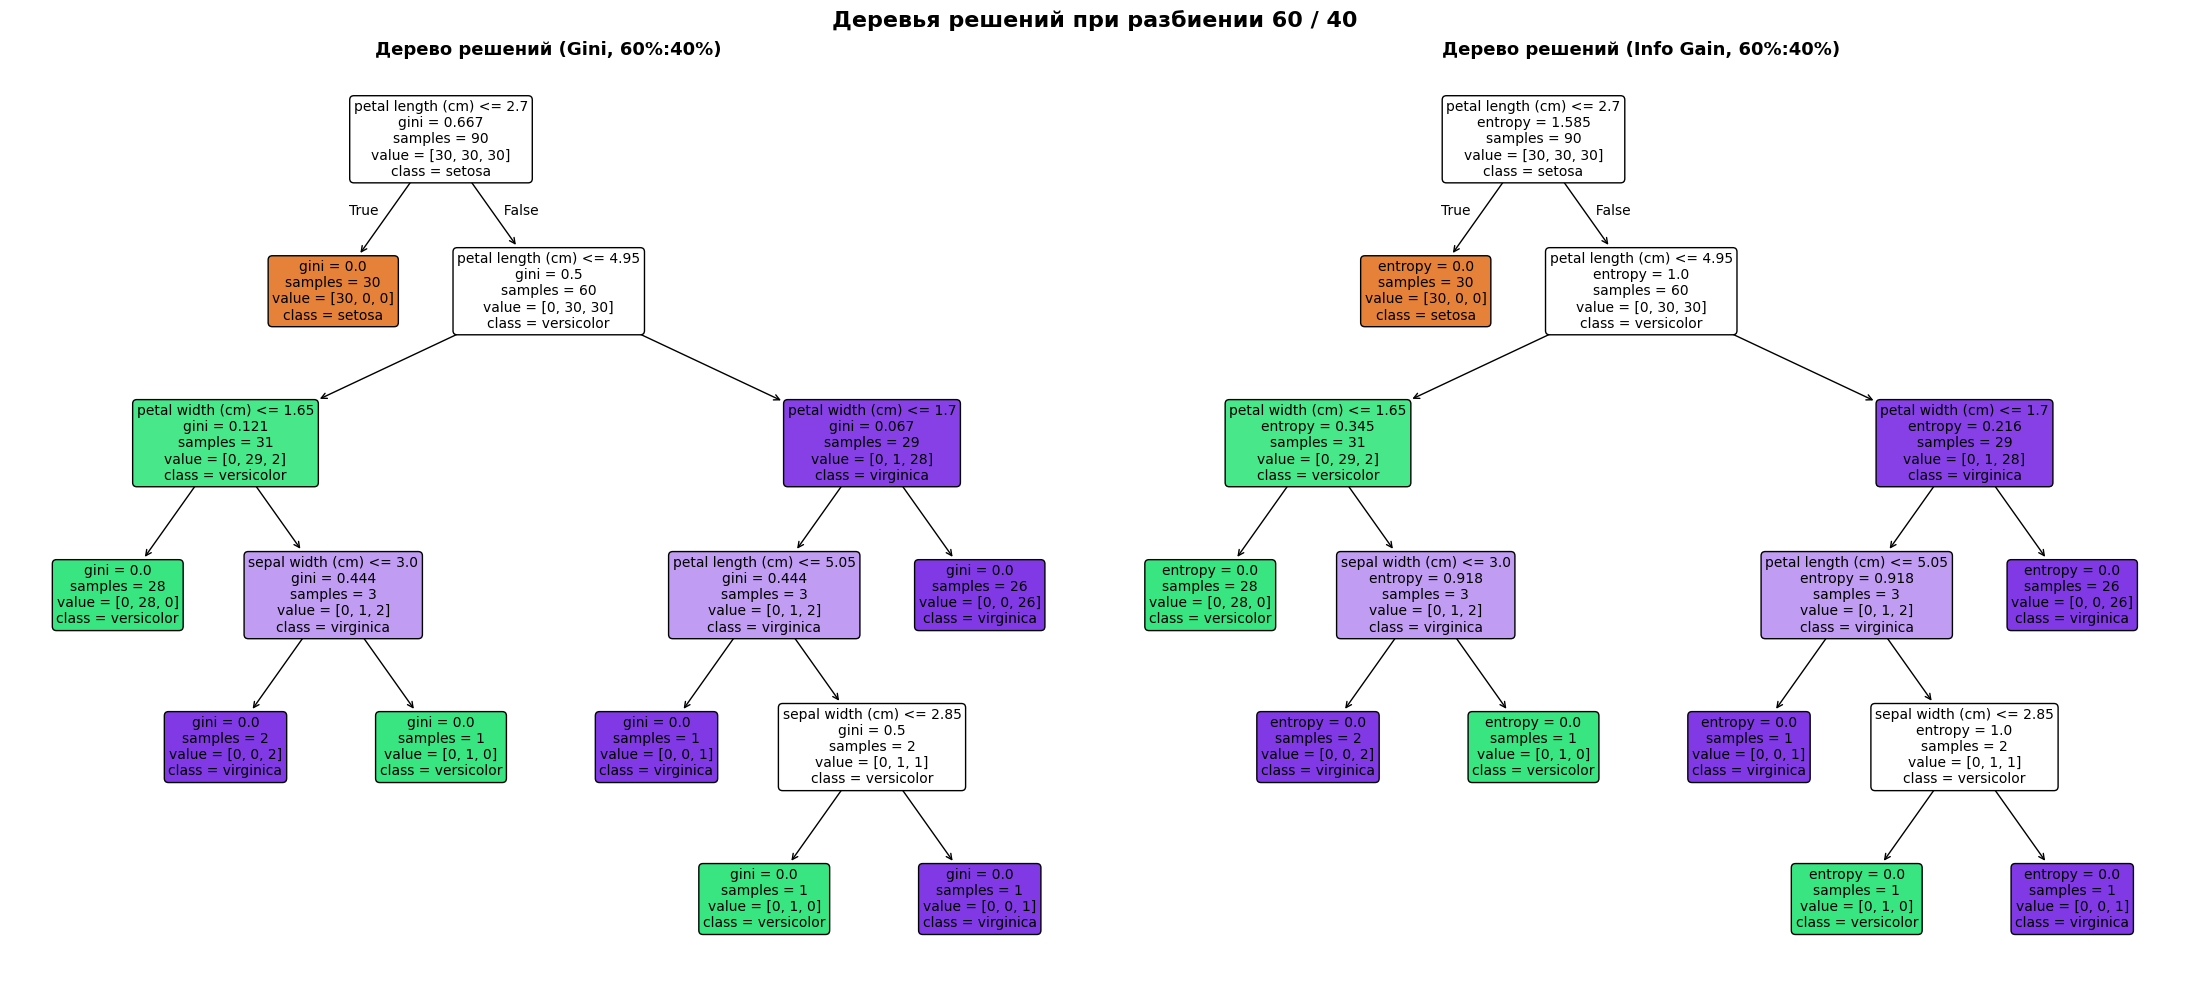 Деревья решений при разбиении 60 / 40
Дерево решений (Gini, 60%:40%)
petal length (cm) <= 2.7
gini = 0.667
samples = 90
value = [30, 30, 30]
class = setosa
True
False
gini = 0.0
samples = 30
value = [30, 0, 0]
class = setosa
petal length (cm) <= 4.95
gini = 0.5
samples = 60
value = [0, 30, 30]
class = versicolor
petal width (cm) <= 1.65
gini = 0.121
samples = 31
value = [0, 29, 2]
class = versicolor
petal width (cm) <= 1.7
gini = 0.067
samples = 29
value = [0, 1, 28]
class = virginica
gini = 0.0
samples = 28
value = [0, 28, 0]
class = versicolor
sepal width (cm) <= 3.0
gini = 0.444
samples = 3
value = [0, 1, 2]
class = virginica
petal length (cm) <= 5.05
gini = 0.444
samples = 3
value = [0, 1, 2]
class = virginica
gini = 0.0
samples = 26
value = [0, 0, 26]
class = virginica
gini = 0.0
samples = 2
value = [0, 0, 2]
class = virginica
gini = 0.0
samples = 1
value = [0, 1, 0]
class = versicolor
gini = 0.0
samples = 1
value = [0, 0, 1]
class = virginica
sepal width (cm) <= 2.85
gini = 0.5
samples = 2
value = [0, 1, 1]
class = versicolor
gini = 0.0
samples = 1
value = [0, 1, 0]
class = versicolor
gini = 0.0
samples = 1
value = [0, 0, 1]
class = virginica
Дерево решений (Info Gain, 60%:40%)
petal length (cm) <= 2.7
entropy = 1.585
samples = 90
value = [30, 30, 30]
class = setosa
True
False
entropy = 0.0
samples = 30
value = [30, 0, 0]
class = setosa
petal length (cm) <= 4.95
entropy = 1.0
samples = 60
value = [0, 30, 30]
class = versicolor
petal width (cm) <= 1.65
entropy = 0.345
samples = 31
value = [0, 29, 2]
class = versicolor
petal width (cm) <= 1.7
entropy = 0.216
samples = 29
value = [0, 1, 28]
class = virginica
entropy = 0.0
samples = 28
value = [0, 28, 0]
class = versicolor
sepal width (cm) <= 3.0
entropy = 0.918
samples = 3
value = [0, 1, 2]
class = virginica
petal length (cm) <= 5.05
entropy = 0.918
samples = 3
value = [0, 1, 2]
class = virginica
entropy = 0.0
samples = 26
value = [0, 0, 26]
class = virginica
entropy = 0.0
samples = 2
value = [0, 0, 2]
class = virginica
entropy = 0.0
samples = 1
value = [0, 1, 0]
class = versicolor
entropy = 0.0
samples = 1
value = [0, 0, 1]
class = virginica
sepal width (cm) <= 2.85
entropy = 1.0
samples = 2
value = [0, 1, 1]
class = versicolor
entropy = 0.0
samples = 1
value = [0, 1, 0]
class = versicolor
entropy = 0.0
samples = 1
value = [0, 0, 1]
class = virginica